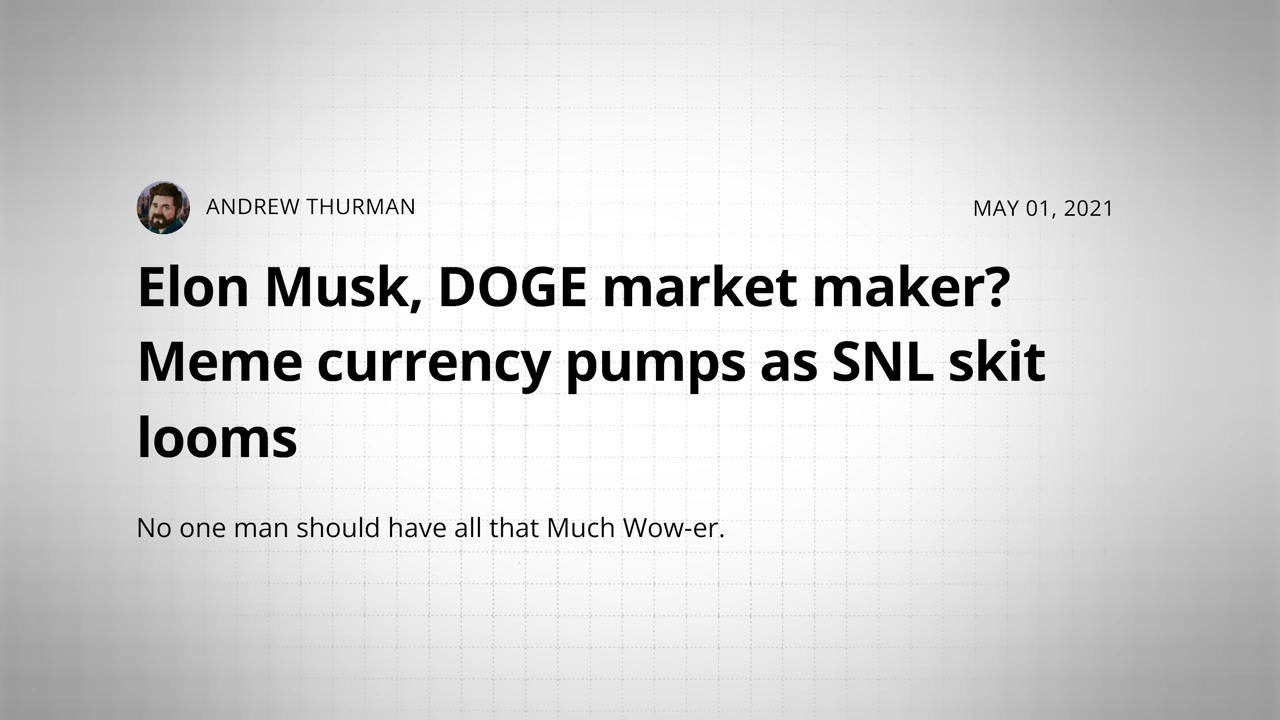 ANDREW THURMAN
MAY 01, 2021
Elon Musk, DOGE market maker?
Meme currency pumps as SNL skit
looms
No one man should have all that Much Wow-er.